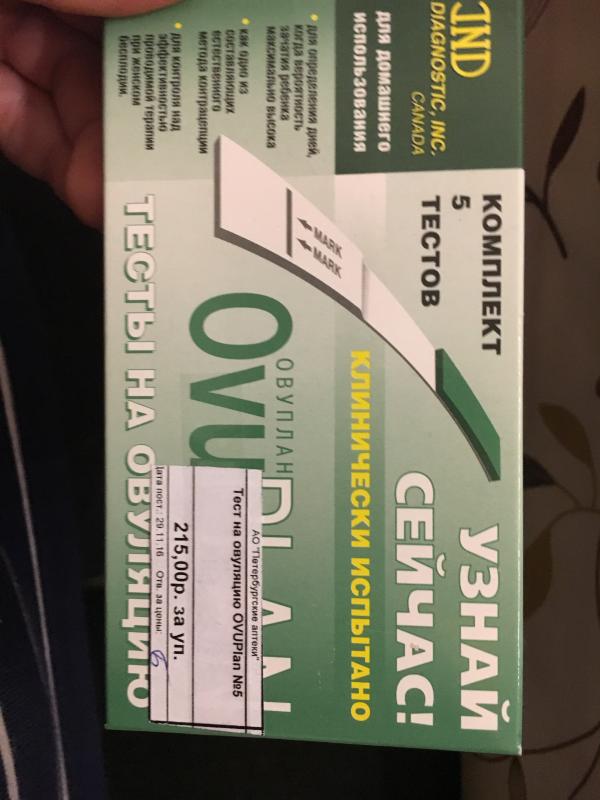 IND
DIAGNOSTIC, INC.
CANADA
для домашнего
использования
• для определения дней,
когда вероятность
зачатия ребенка
максимально высока
• как одно из
составляющих
естественного
метода контрацепции
• для контроля над
эффективностью
проводимой терапии
при женском
бесплодии.
КОМПЛЕКТ
5
ТЕСТОВ
MARK
MARK
УЗНАЙ
СЕЙЧАС!
КЛИНИЧЕСКИ ИСПЫТАНО
ОВУПЛАН
OVUPLAN
ТЕСТЫ НА ОВУЛЯЦИЮ
АО "Петербургские аптеки"
Тест на овуляцию OVUPlan №5
215,00р. за уп.
Дата пост.: 29.11.16 Отв. за цены: